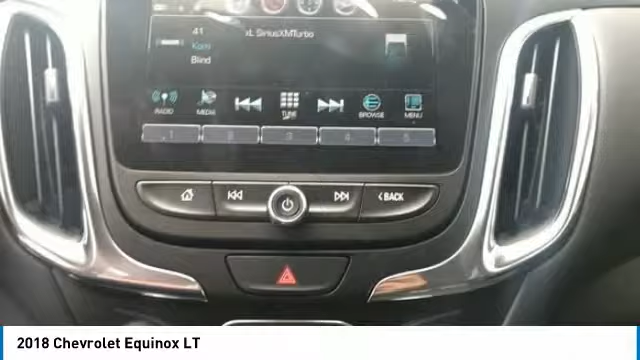 41
xL SiriusXMTurbo
Korn
Blind
RADIO MEDIA TUNE BROWSE MENU
1 2 3 4 5
<BACK
2018 Chevrolet Equinox LT